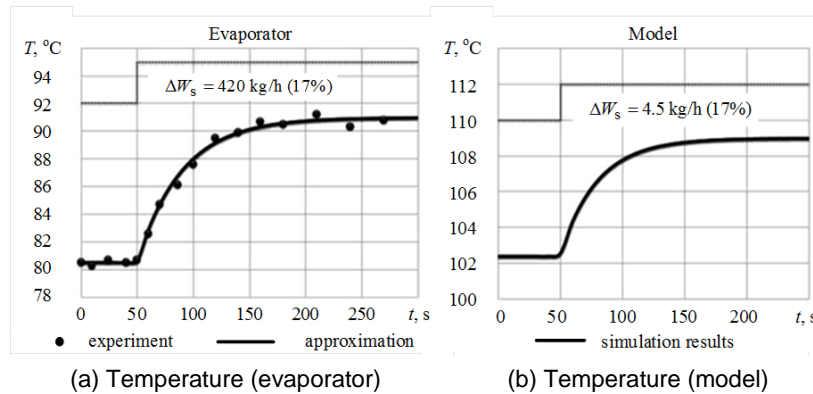 Evaporator
T, °C
94
92
90
88
86
84
82
80
78
ΔWₛ = 420 kg/h (17%)
0 50 100 150 200 250 t, s
experiment approximation
(a) Temperature (evaporator)
Model
T, °C
112
110
108
106
104
102
100
ΔWₛ = 4.5 kg/h (17%)
0 50 100 150 200 t, s
simulation results
(b) Temperature (model)